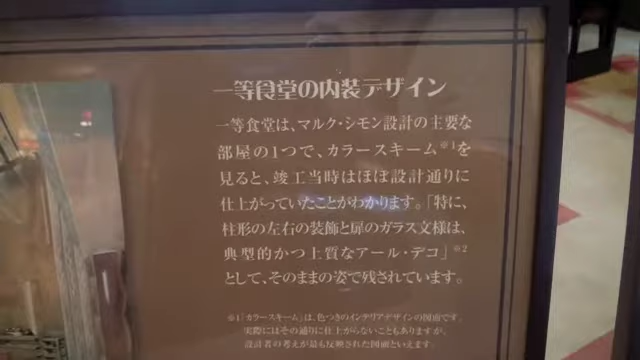 一等食堂の内装デザイン
一等食堂は、マルク・シモン設計の主要な
部屋の1つで、カラースキーム※1を
見ると、竣工当時はほぼ設計通りに
仕上がっていたことがわかります。「特に、
柱形の左右の装飾と扉のガラス文様は、
典型的かつ上質なアール・デコ」※2
として、そのままの姿で残されています。
※1「カラースキーム」は、色つきのインテリアデザインの図面です。
実際にはその通りに仕上がらないこともありますが、
設計者の考えが最も反映された図面といえます。